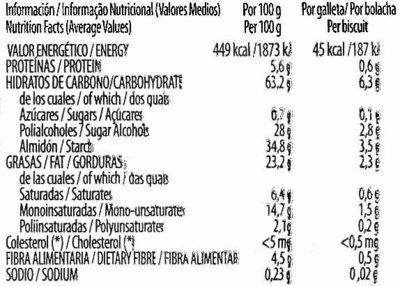 Información / Informação Nutricional (Valores Medios) Por 100 g Por galleta/ Por bolacha
Nutrition Facts (Average Values) Per 100 g Per biscuit
VALOR ENERGÉTICO / ENERGY 449 kcal /1873 kJ 45 kcal /187 kJ
PROTEÍNAS / PROTEIN 5,6 g 0,6 g
HIDRATOS DE CARBONO/CARBOHYDRATE 63,2 g 6,3 g
de los cuales / of which / dos quais
Azúcares / Sugars / Açúcares 0,7 g 0,1 g
Polialcoholes / Sugar Alcohols 28 g 2,8 g
Almidón / Starch 34,8 g 3,5 g
GRASAS / FAT / GORDURAS 23,2 g 2,3 g
de las cuales / of which / dos quais
Saturadas / Saturates 6,4 g 0,6 g
Monoinsaturadas / Mono-unsaturates 14,7 g 1,5 g
Poliinsaturadas / Polyunsaturates 2,1 g 0,2 g
Colesterol (*) / Cholesterol (*) <5 mg <0,5 mg
FIBRA ALIMENTARIA / DIETARY FIBRE / FIBRA ALIMENTAR 4,5 g 0,5 g
SODIO / SODIUM 0,23 g 0,02 g